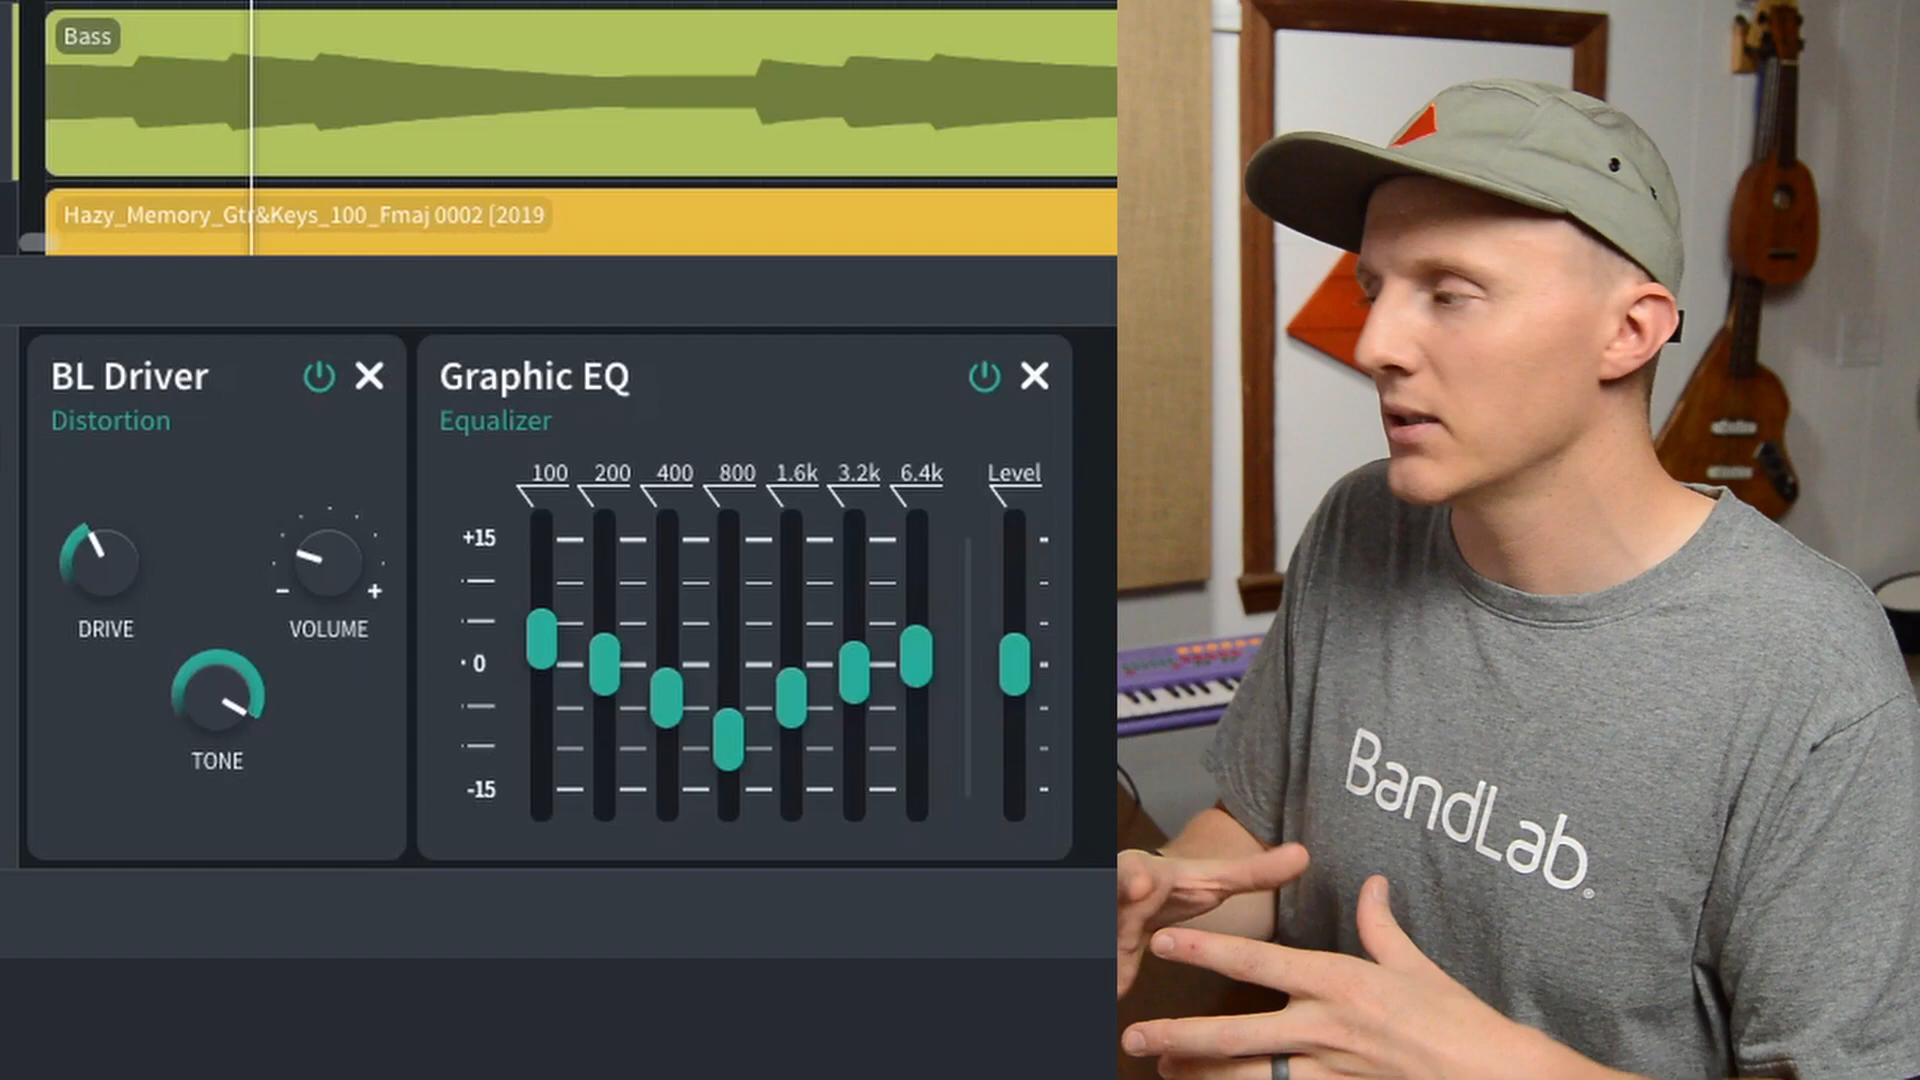 Bass
Hazy_Memory_Gtr&Keys_100_Fmaj 0002 [2019
BL Driver
Distortion
DRIVE
VOLUME
- +
TONE
Graphic EQ
Equalizer
100 200 400 800 1.6k 3.2k 6.4k Level
+15
0
-15
BandLab®